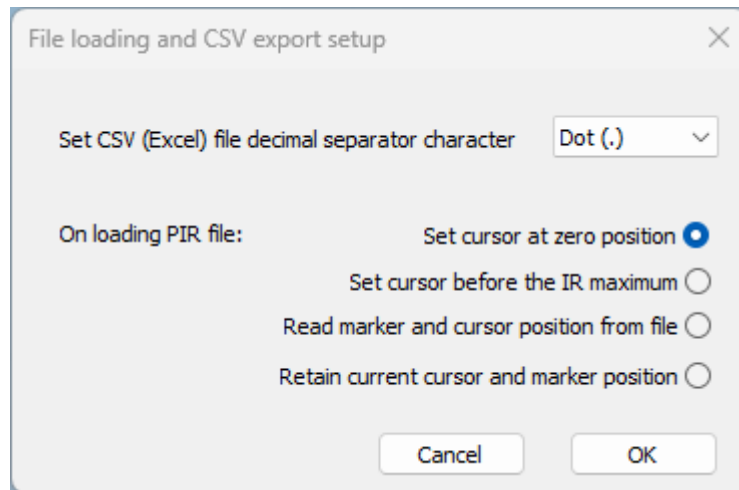 File loading and CSV export setup
Set CSV (Excel) file decimal separator character Dot (.)
On loading PIR file: Set cursor at zero position
Set cursor before the IR maximum
Read marker and cursor position from file
Retain current cursor and marker position
Cancel OK